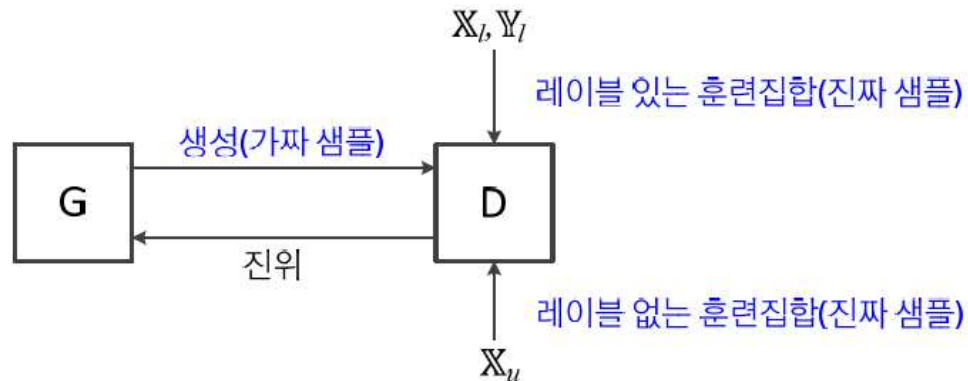 𝕏l, 𝕐l
레이블 있는 훈련집합(진짜 샘플)
생성(가짜 샘플)
G
D
진위
레이블 없는 훈련집합(진짜 샘플)
𝕏u